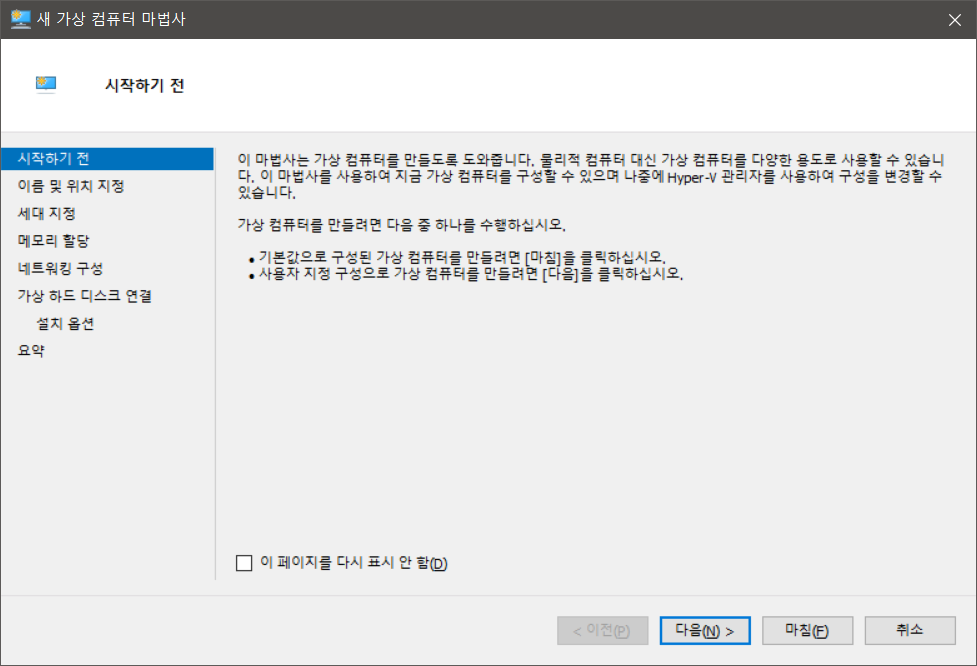 새 가상 컴퓨터 마법사
시작하기 전
시작하기 전
이름 및 위치 지정
세대 지정
메모리 할당
네트워킹 구성
가상 하드 디스크 연결
설치 옵션
요약
이 마법사는 가상 컴퓨터를 만들도록 도와줍니다. 물리적 컴퓨터 대신 가상 컴퓨터를 다양한 용도로 사용할 수 있습니
다. 이 마법사를 사용하여 지금 가상 컴퓨터를 구성할 수 있으며 나중에 Hyper-V 관리자를 사용하여 구성을 변경할 수
있습니다.
가상 컴퓨터를 만들려면 다음 중 하나를 수행하십시오.
• 기본값으로 구성된 가상 컴퓨터를 만들려면 [마침]을 클릭하십시오.
• 사용자 지정 구성으로 가상 컴퓨터를 만들려면 [다음]을 클릭하십시오.
이 페이지를 다시 표시 안 함(D)
< 이전(P)
다음(N) >
마침(F)
취소